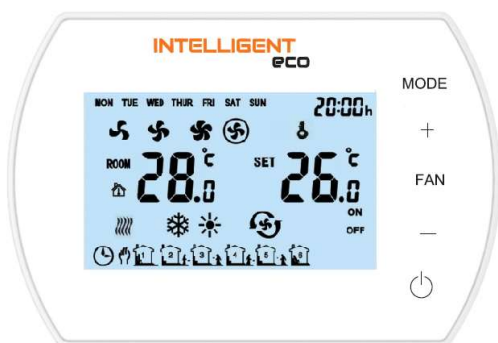 INTELLIGENT
eco
MODE
MON TUE WED THUR FRI SAT SUN 20:00h
+
ROOM 28.0 °C SET 26.0 °C
FAN
ON
OFF
—
1 2 3 4 5 6